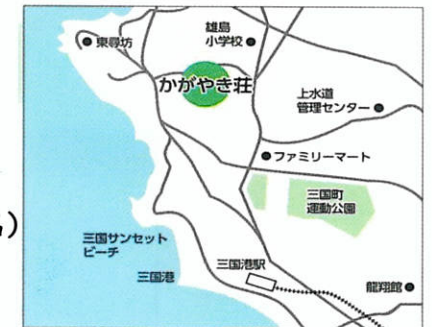 東尋坊
雄島
小学校
かがやき荘
上水道
管理センター
ファミリーマート
三国町
運動公園
三国サンセット
ビーチ
三国港駅
三国港
龍翔館
)